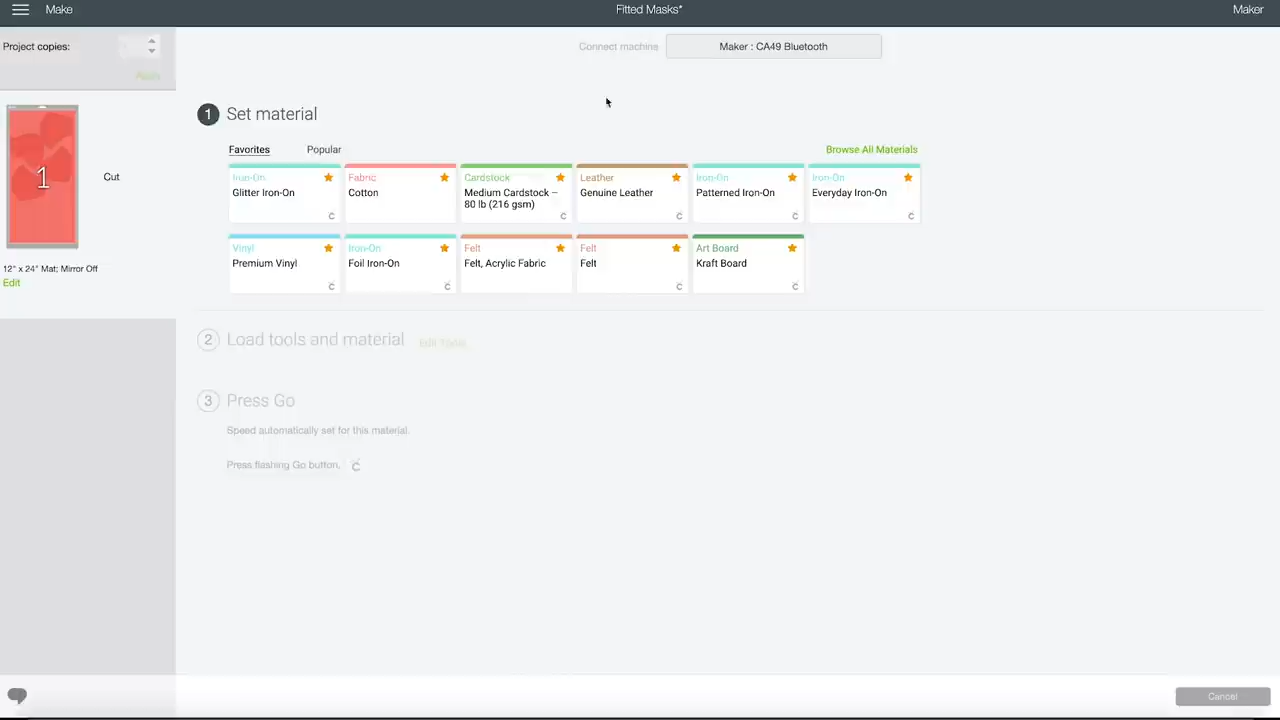 Make
Fitted Masks*
Maker
Project copies:
Apply
1
Cut
12" x 24" Mat; Mirror Off
Edit
Connect machine
Maker : CA49 Bluetooth
1 Set material
Favorites
Popular
Browse All Materials
Iron-On
Glitter Iron-On
Fabric
Cotton
Cardstock
Medium Cardstock –
80 lb (216 gsm)
Leather
Genuine Leather
Iron-On
Patterned Iron-On
Iron-On
Everyday Iron-On
Vinyl
Premium Vinyl
Iron-On
Foil Iron-On
Felt
Felt, Acrylic Fabric
Felt
Felt
Art Board
Kraft Board
2 Load tools and material
Edit Tools
3 Press Go
Speed automatically set for this material.
Press flashing Go button.
Cancel